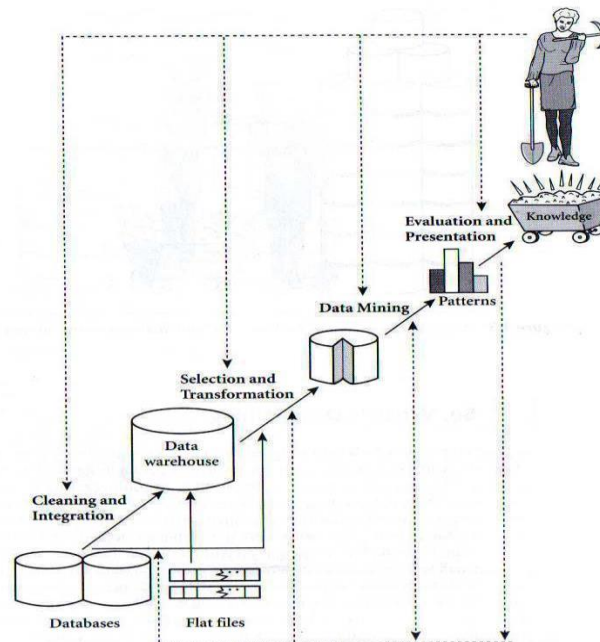 Knowledge
Evaluation and
Presentation
Patterns
Data Mining
Selection and
Transformation
Data
warehouse
Cleaning and
Integration
Databases
Flat files